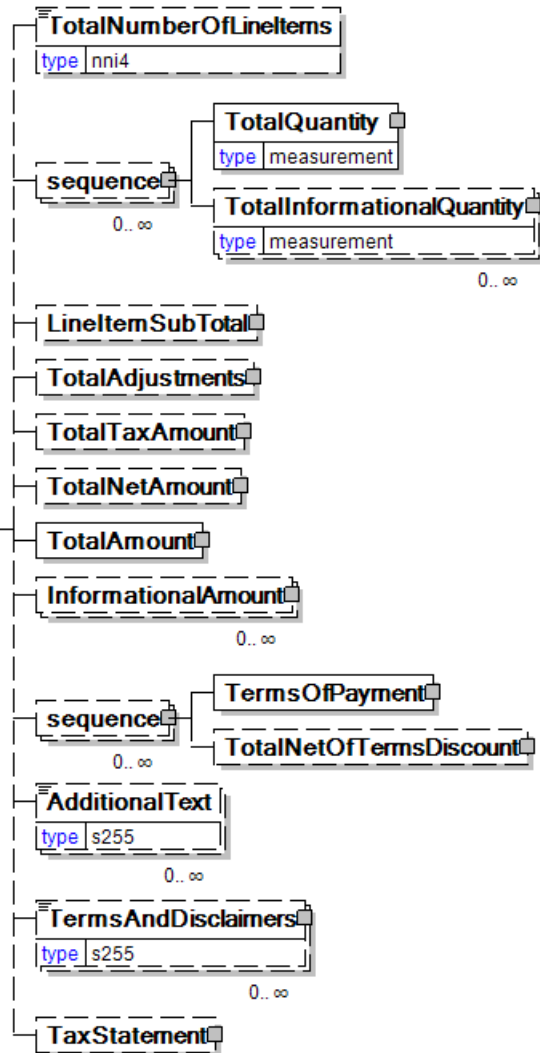 TotalNumberOfLineItems
type nni4
TotalQuantity
type measurement
sequence
0.. ∞
TotalInformationalQuantity
type measurement
0.. ∞
LineItemSubTotal
TotalAdjustments
TotalTaxAmount
TotalNetAmount
TotalAmount
InformationalAmount
0.. ∞
TermsOfPayment
sequence
0.. ∞
TotalNetOfTermsDiscount
AdditionalText
type s255
0.. ∞
TermsAndDisclaimers
type s255
0.. ∞
TaxStatement